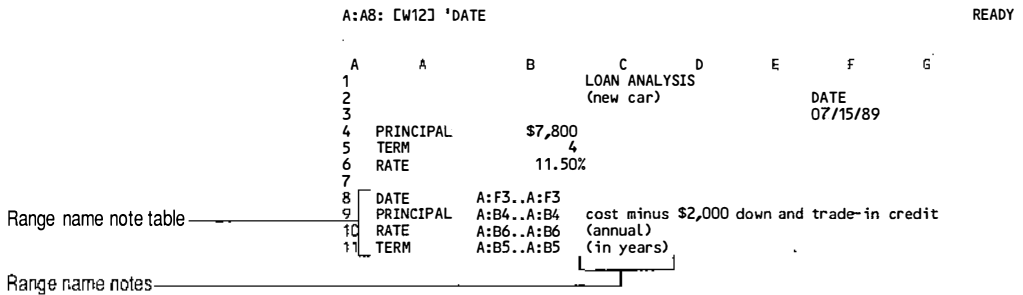 A:A8: [W12] 'DATE READY
A A B C D E F G
1 LOAN ANALYSIS
2 (new car) DATE
3 07/15/89
4 PRINCIPAL $7,800
5 TERM 4
6 RATE 11.50%
7
8 DATE A:F3..A:F3
9 PRINCIPAL A:B4..A:B4 cost minus $2,000 down and trade-in credit
10 RATE A:B6..A:B6 (annual)
11 TERM A:B5..A:B5 (in years)
Range name note table
Range name notes